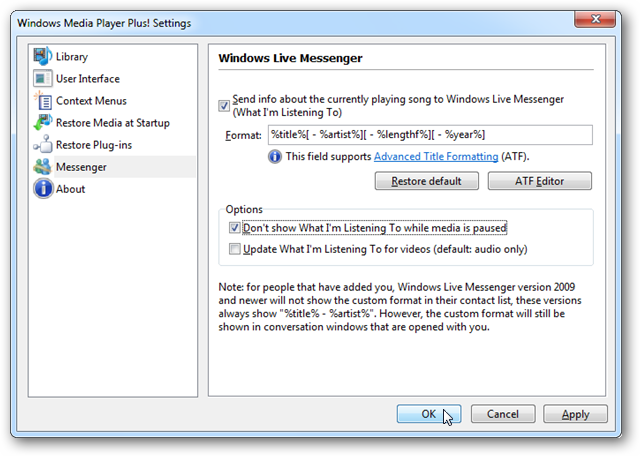 Windows Media Player Plus! Settings
Library
User Interface
Context Menus
Restore Media at Startup
Restore Plug-ins
Messenger
About
Windows Live Messenger
Send info about the currently playing song to Windows Live Messenger
(What I'm Listening To)
Format: %title%[ - %artist%][ - %lengthf%][ - %year%]
This field supports Advanced Title Formatting (ATF).
Restore default ATF Editor
Options
Don't show What I'm Listening To while media is paused
Update What I'm Listening To for videos (default: audio only)
Note: for people that have added you, Windows Live Messenger version 2009
and newer will not show the custom format in their contact list, these versions
always show "%title% - %artist%". However, the custom format will still be
shown in conversation windows that are opened with you.
OK Cancel Apply